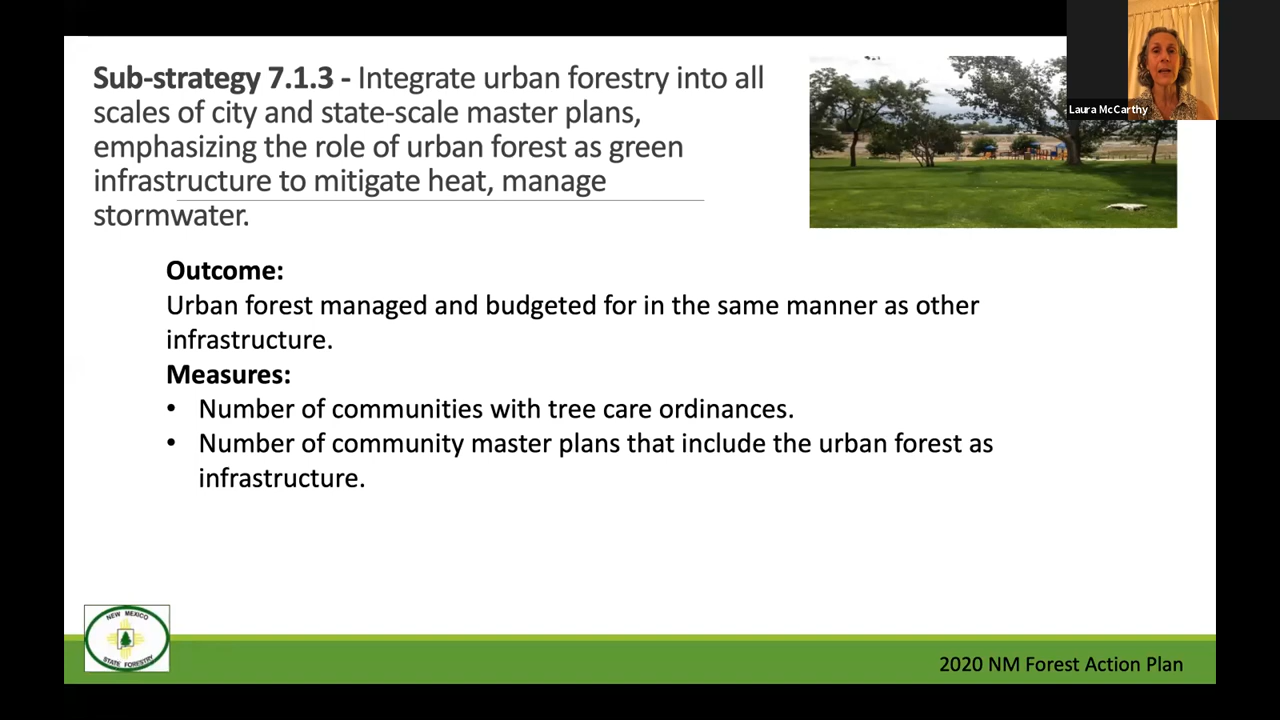 Sub-strategy 7.1.3 - Integrate urban forestry into all
scales of city and state-scale master plans,
emphasizing the role of urban forest as green
infrastructure to mitigate heat, manage
stormwater.
Laura McCarthy
Outcome:
Urban forest managed and budgeted for in the same manner as other
infrastructure.
Measures:
• Number of communities with tree care ordinances.
• Number of community master plans that include the urban forest as
infrastructure.
NEW MEXICO
STATE FORESTRY
2020 NM Forest Action Plan